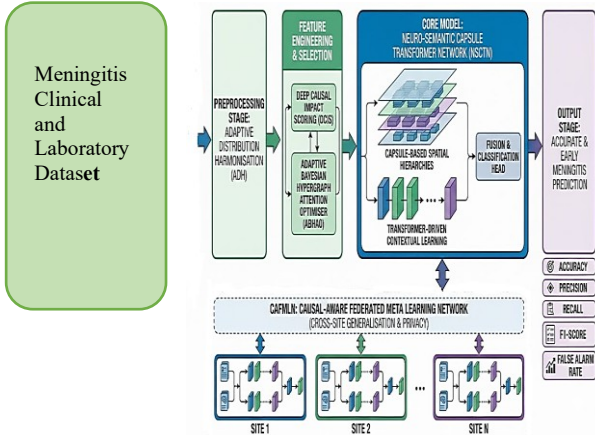 Meningitis
Clinical
and
Laboratory
Dataset
PREPROCESSING
STAGE:
ADAPTIVE
DISTRIBUTION
HARMONISATION
(ADH)
FEATURE
ENGINEERING
& SELECTION
DEEP CAUSAL
IMPACT
SCORING (OCIS)
ADAPTIVE
BAYESIAN
HYPERGRAPH
ATTENTION
OPTIMISER
(ABHAO)
CORE MODEL:
NEURO-SEMANTIC CAPSULE
TRANSFORMER NETWORK (NSCTN)
CAPSULE-BASED SPATIAL
HIERARCHIES
...
TRANSFORMER-DRIVEN
CONTEXTUAL LEARNING
FUSION &
CLASSIFICATION
HEAD
OUTPUT
STAGE:
ACCURATE &
EARLY
MENINGITIS
PREDICTION
ACCURACY
PRECISION
RECALL
F1-SCORE
FALSE ALARM
RATE
CAFMLN: CAUSAL-AWARE FEDERATED META LEARNING NETWORK
(CROSS-SITE GENERALISATION & PRIVACY)
...
SITE 1
SITE 2
SITE N